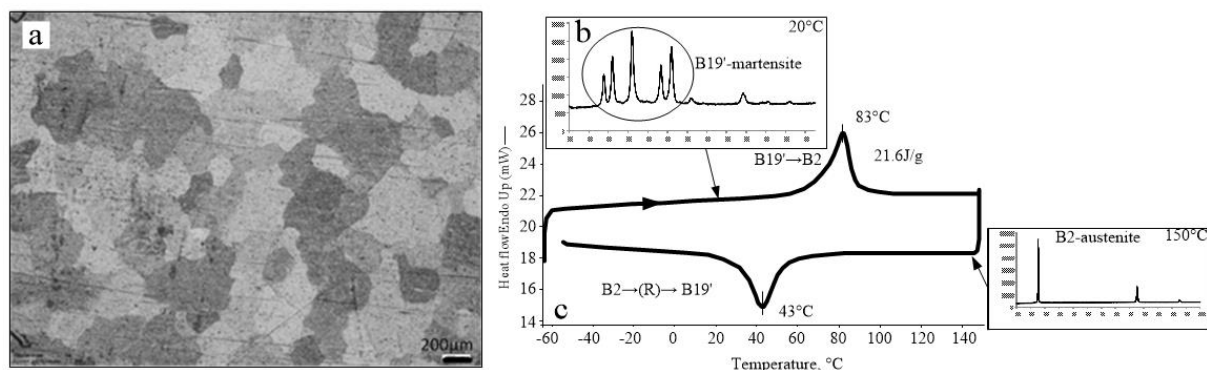 a
200µm
b
20°C
B19'-martensite
28
26
24
22
20
18
16
14
Heat flow Endo Up (mW) —
83°C
21.6J/g
B19'→B2
B2→(R)→ B19'
43°C
c
B2-austenite
150°C
-60
-40
-20
0
20
40
60
80
100
120
140
Temperature, °C